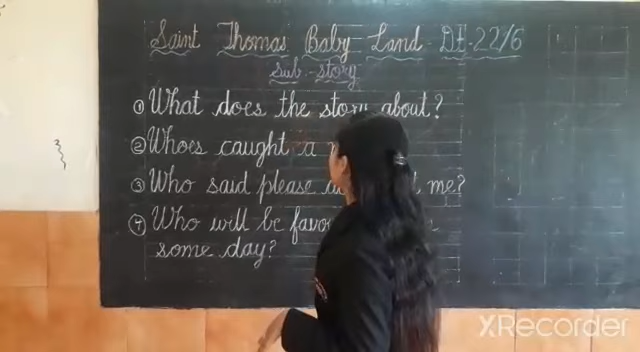 Saint Thomas Baby Land Dt-22/6
Sub-story
① What does the story about?
② Whoes caught a
③ Who said please me?
④ Who will be
some day?
XRecorder